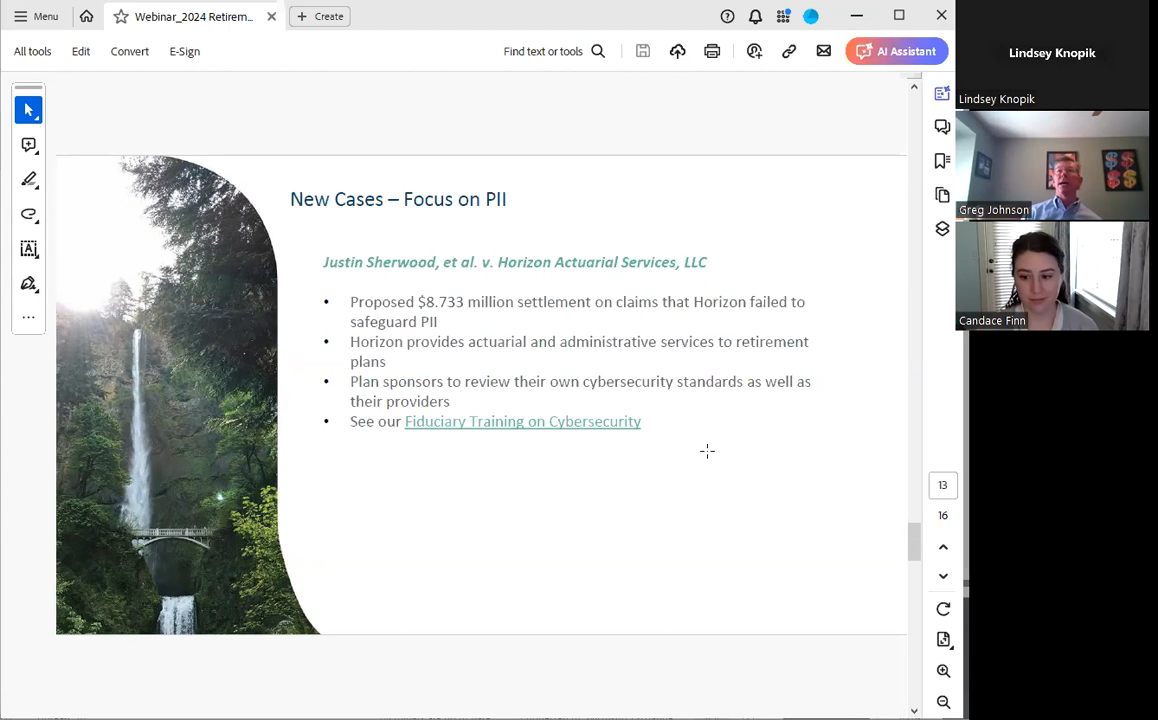 Menu
Webinar_2024 Retirem...
Create
All tools
Edit
Convert
E-Sign
Find text or tools
AI Assistant
New Cases – Focus on PII
Justin Sherwood, et al. v. Horizon Actuarial Services, LLC
• Proposed $8.733 million settlement on claims that Horizon failed to
safeguard PII
• Horizon provides actuarial and administrative services to retirement
plans
• Plan sponsors to review their own cybersecurity standards as well as
their providers
• See our Fiduciary Training on Cybersecurity
13
16
Lindsey Knopik
Lindsey Knopik
Greg Johnson
Candace Finn